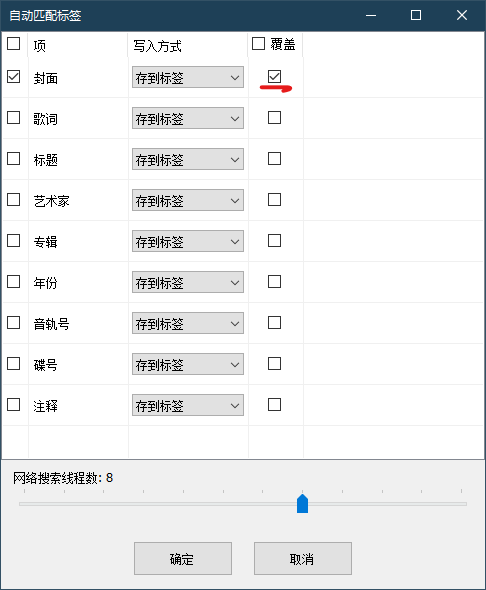 自动匹配标签
项 写入方式 覆盖
封面 存到标签
歌词 存到标签
标题 存到标签
艺术家 存到标签
专辑 存到标签
年份 存到标签
音轨号 存到标签
碟号 存到标签
注释 存到标签
网络搜索线程数: 8
确定 取消